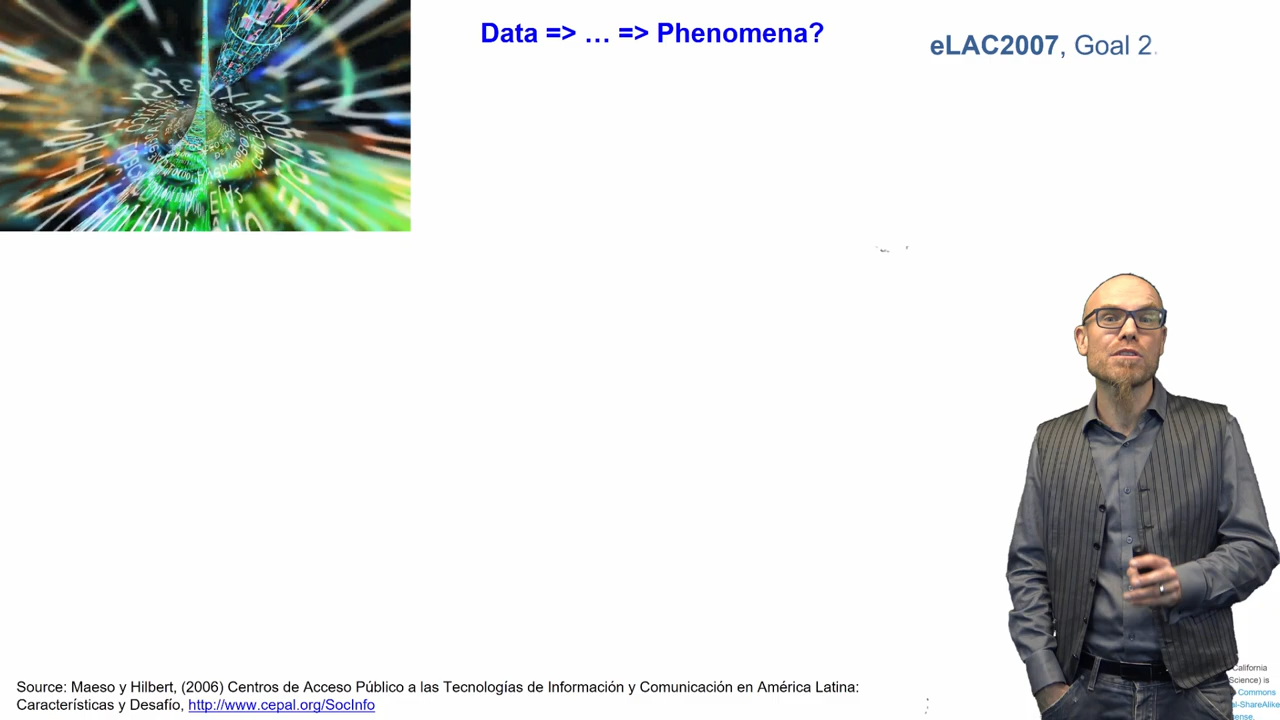 Data => … => Phenomena?
eLAC2007, Goal 2.
California
Science) is
Commons
al-ShareAlike
Source: Maeso y Hilbert, (2006) Centros de Acceso Público a las Tecnologías de Información y Comunicación en América Latina:
Características y Desafío, http://www.cepal.org/SocInfo